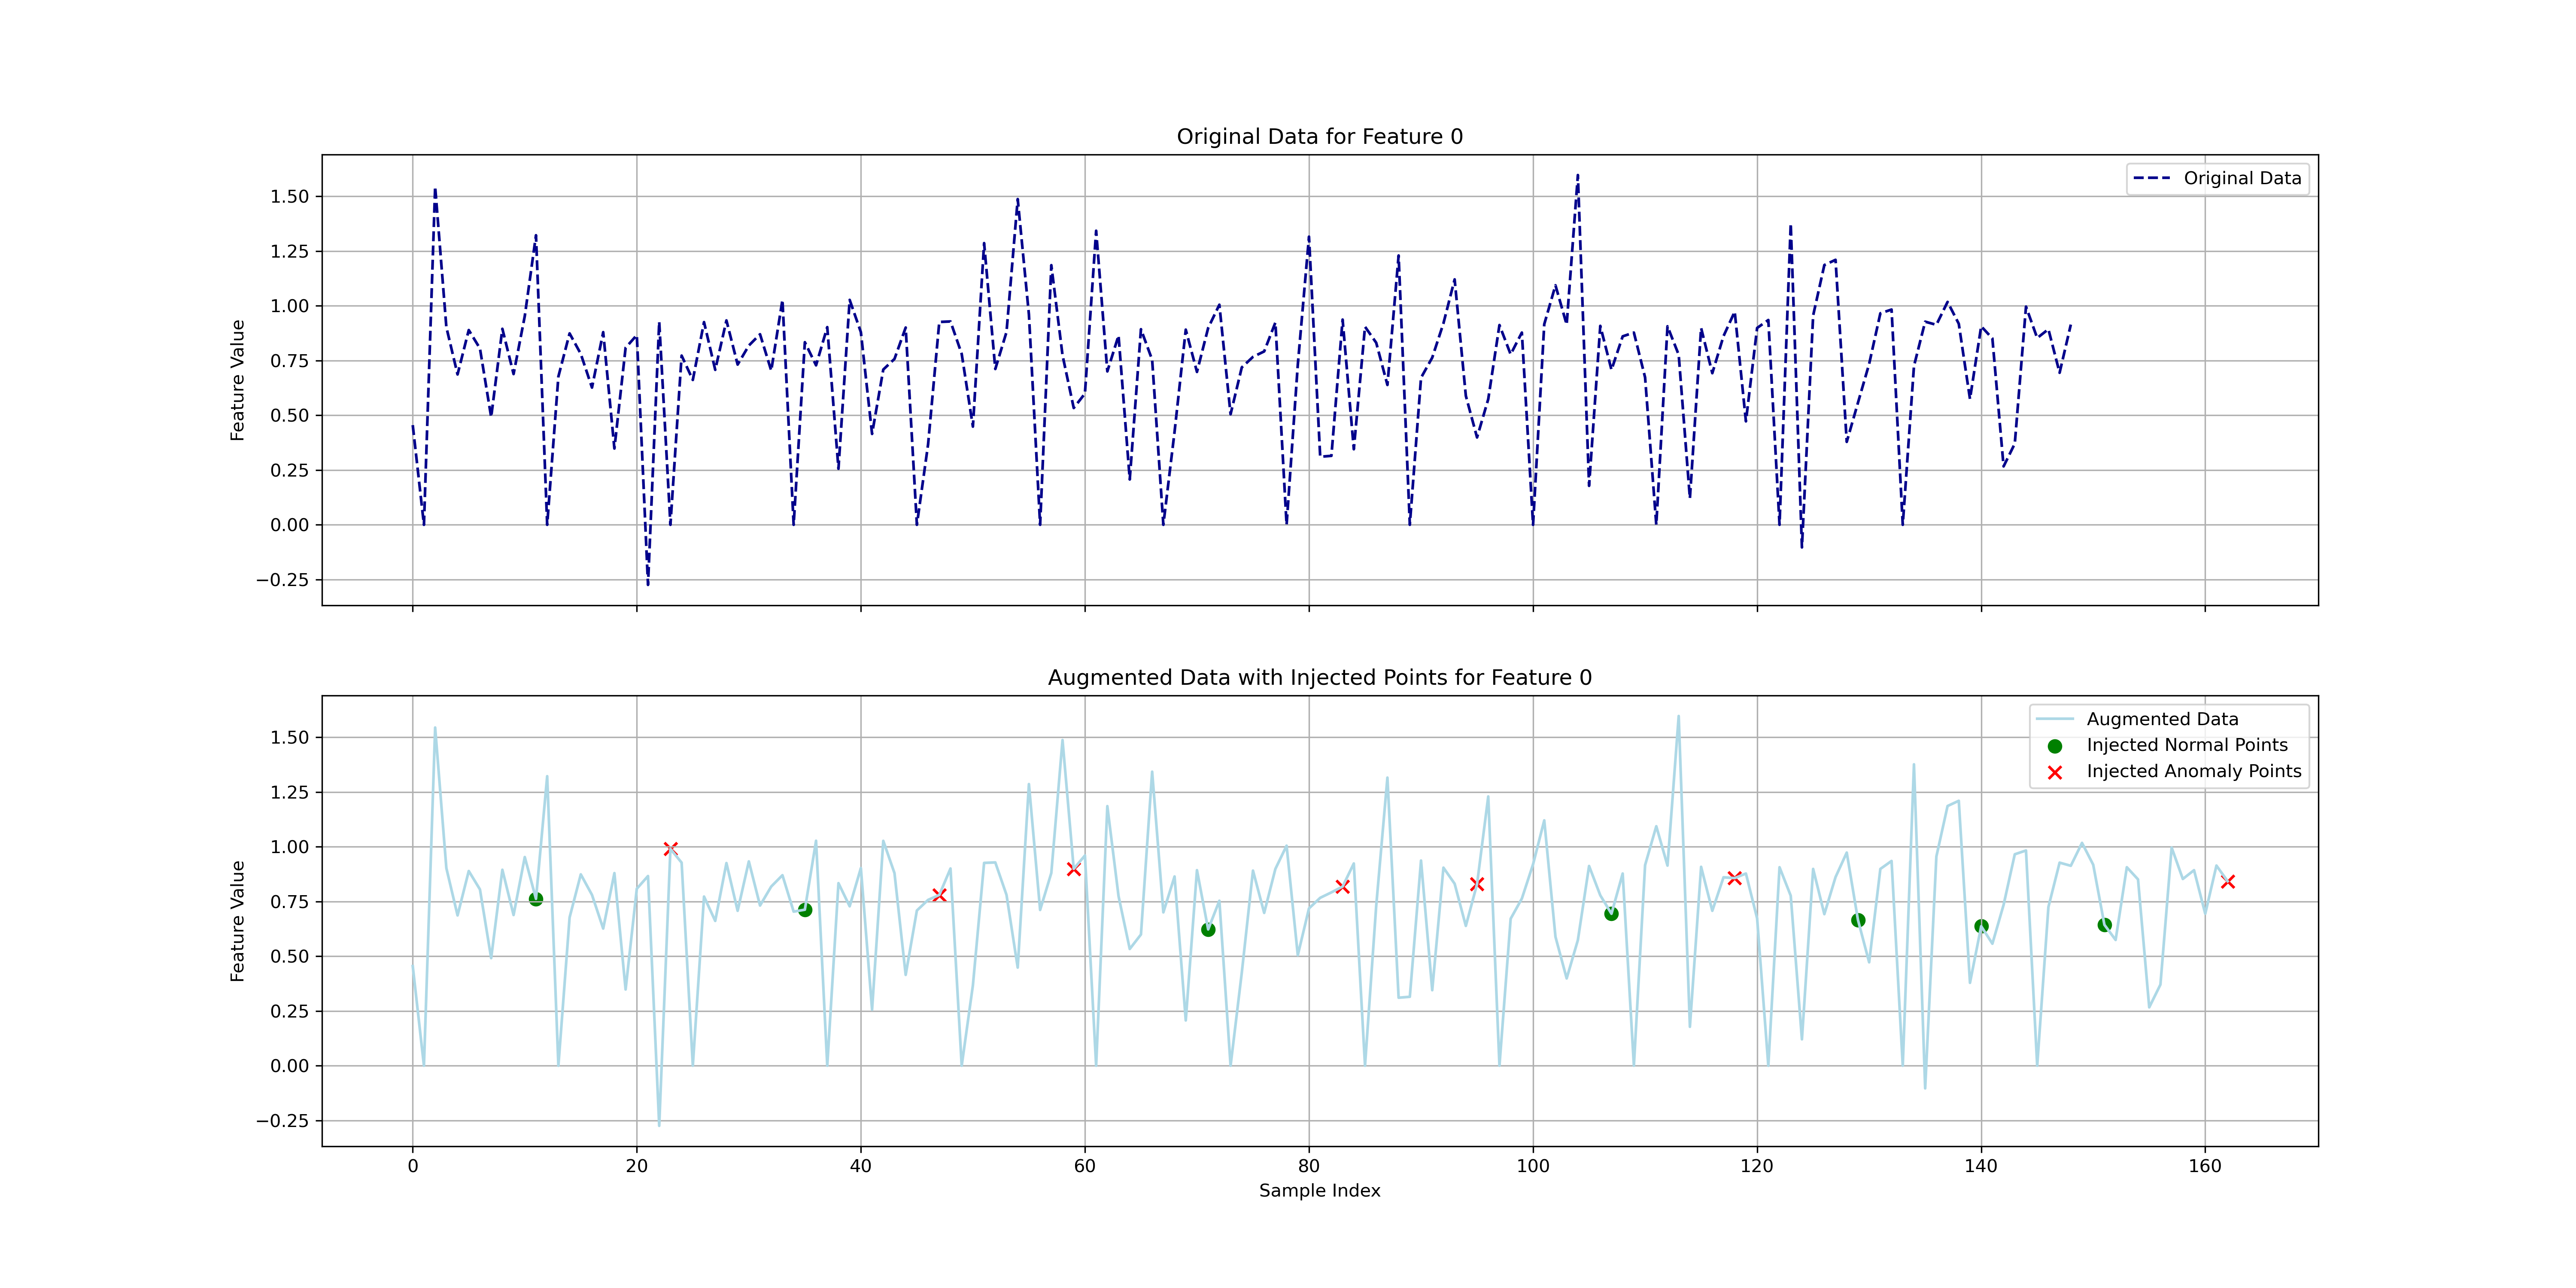 Original Data for Feature 0
Original Data
1.50
1.25
1.00
0.75
0.50
0.25
0.00
−0.25
Feature Value
Augmented Data with Injected Points for Feature 0
Augmented Data
Injected Normal Points
Injected Anomaly Points
1.50
1.25
1.00
0.75
0.50
0.25
0.00
−0.25
Feature Value
0 20 40 60 80 100 120 140 160
Sample Index